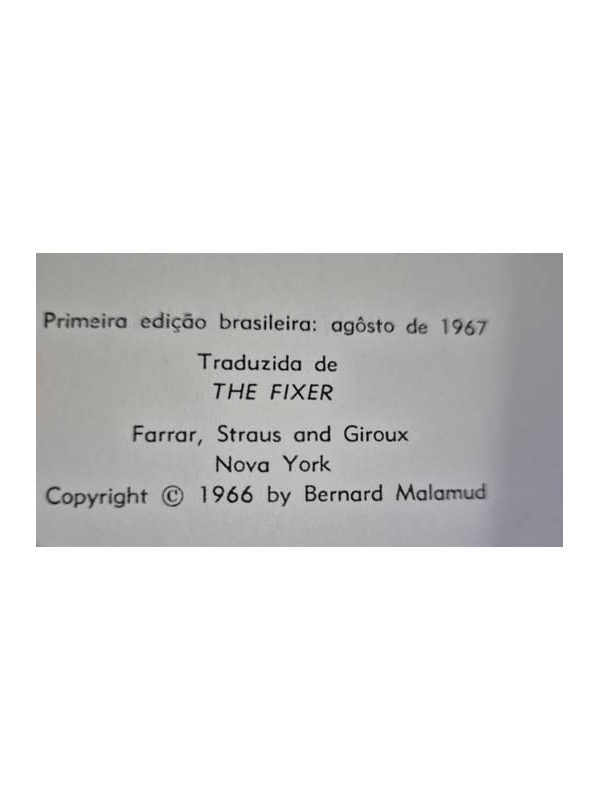 Primeira edição brasileira: agôsto de 1967
Traduzida de
THE FIXER
Farrar, Straus and Giroux
Nova York
Copyright © 1966 by Bernard Malamud